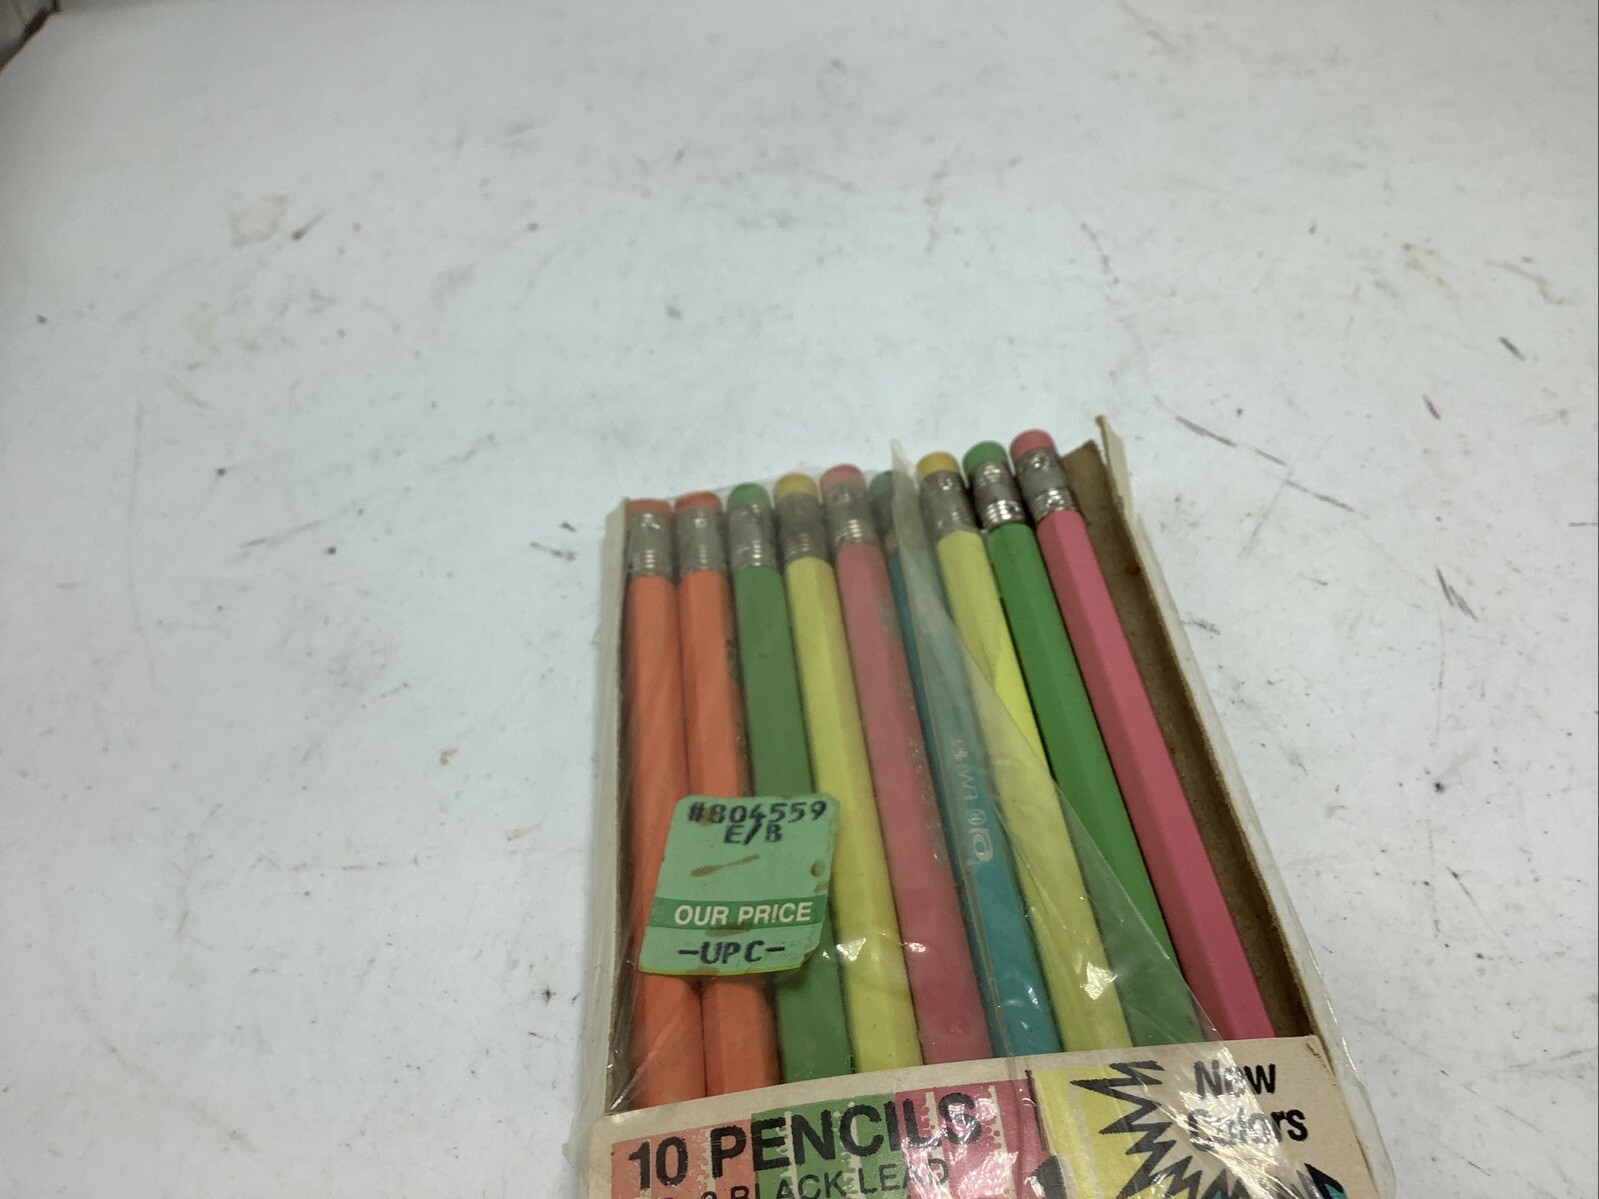 #804559
E/B
OUR PRICE
-UPC-
10 PENCILS
BLACK LEAD
New
Colors